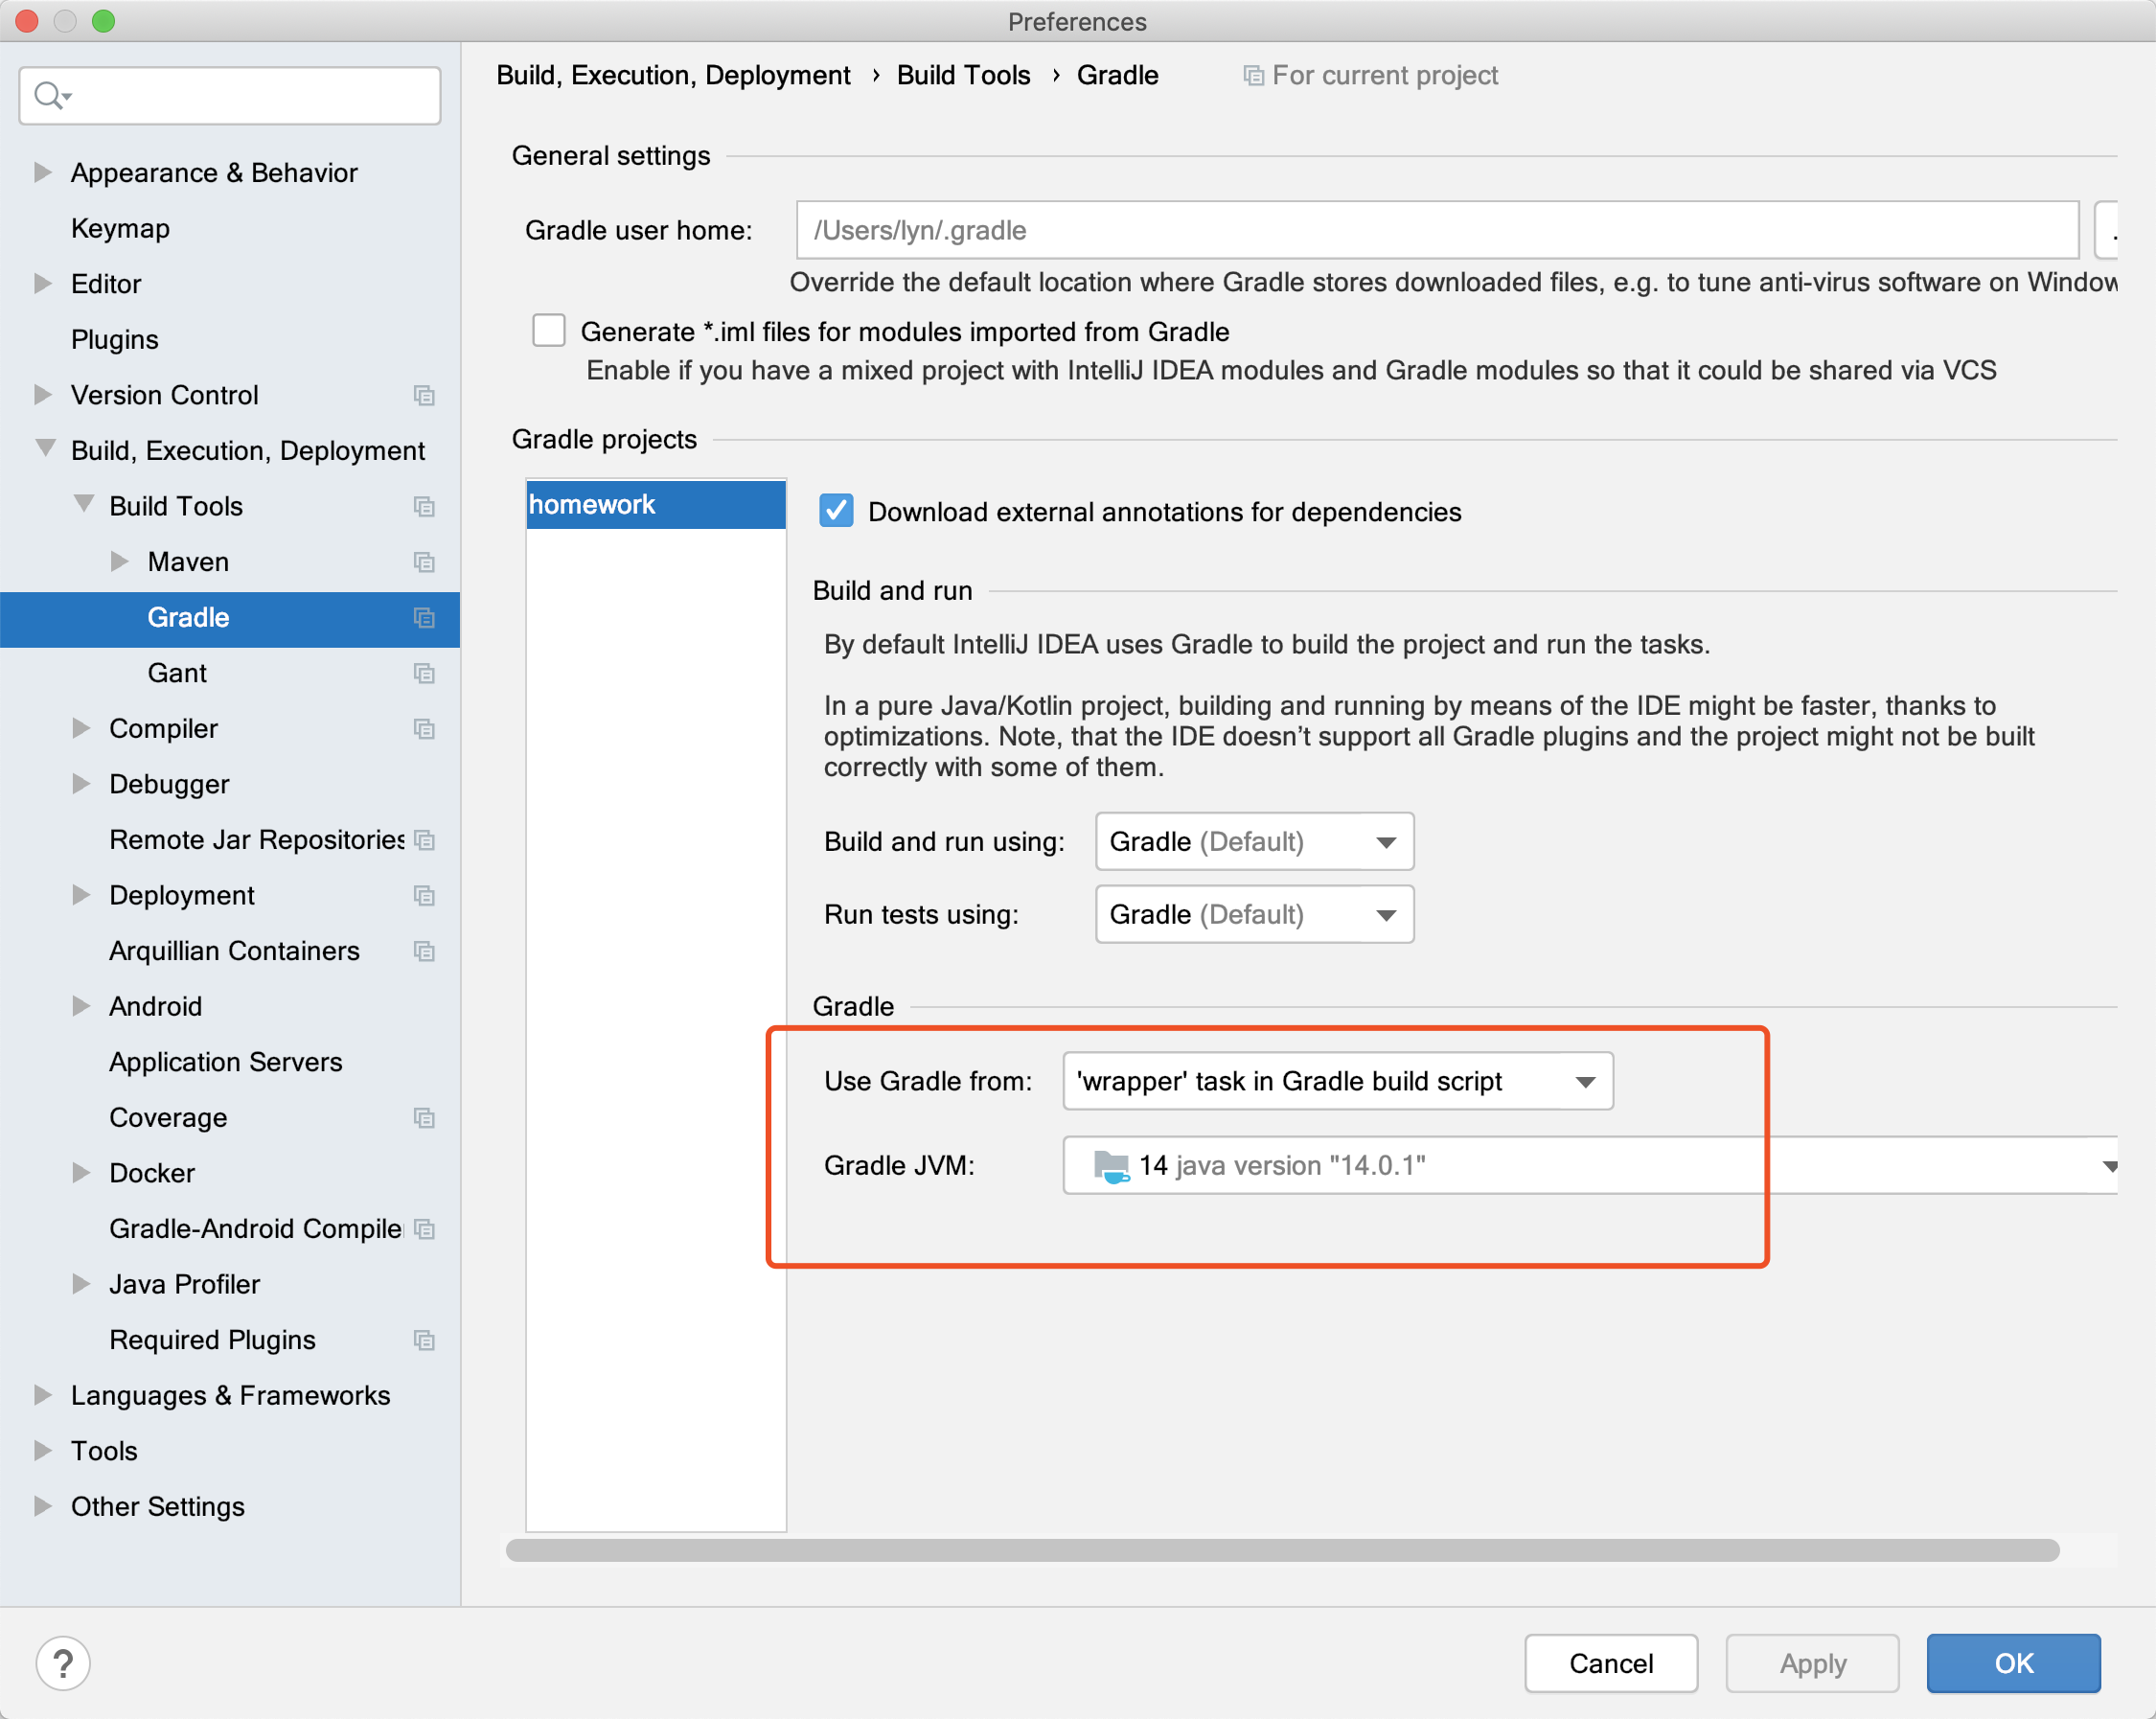 Preferences
Build, Execution, Deployment › Build Tools › Gradle
For current project
Appearance & Behavior
Keymap
Editor
Plugins
Version Control
Build, Execution, Deployment
Build Tools
Maven
Gradle
Gant
Compiler
Debugger
Remote Jar Repositories
Deployment
Arquillian Containers
Android
Application Servers
Coverage
Docker
Gradle-Android Compile
Java Profiler
Required Plugins
Languages & Frameworks
Tools
Other Settings
General settings
Gradle user home: /Users/lyn/.gradle
Override the default location where Gradle stores downloaded files, e.g. to tune anti-virus software on Window
Generate *.iml files for modules imported from Gradle
Enable if you have a mixed project with IntelliJ IDEA modules and Gradle modules so that it could be shared via VCS
Gradle projects
homework
Download external annotations for dependencies
Build and run
By default IntelliJ IDEA uses Gradle to build the project and run the tasks.
In a pure Java/Kotlin project, building and running by means of the IDE might be faster, thanks to
optimizations. Note, that the IDE doesn’t support all Gradle plugins and the project might not be built
correctly with some of them.
Build and run using: Gradle (Default)
Run tests using: Gradle (Default)
Gradle
Use Gradle from: 'wrapper' task in Gradle build script
Gradle JVM: 14 java version "14.0.1"
?
Cancel
Apply
OK